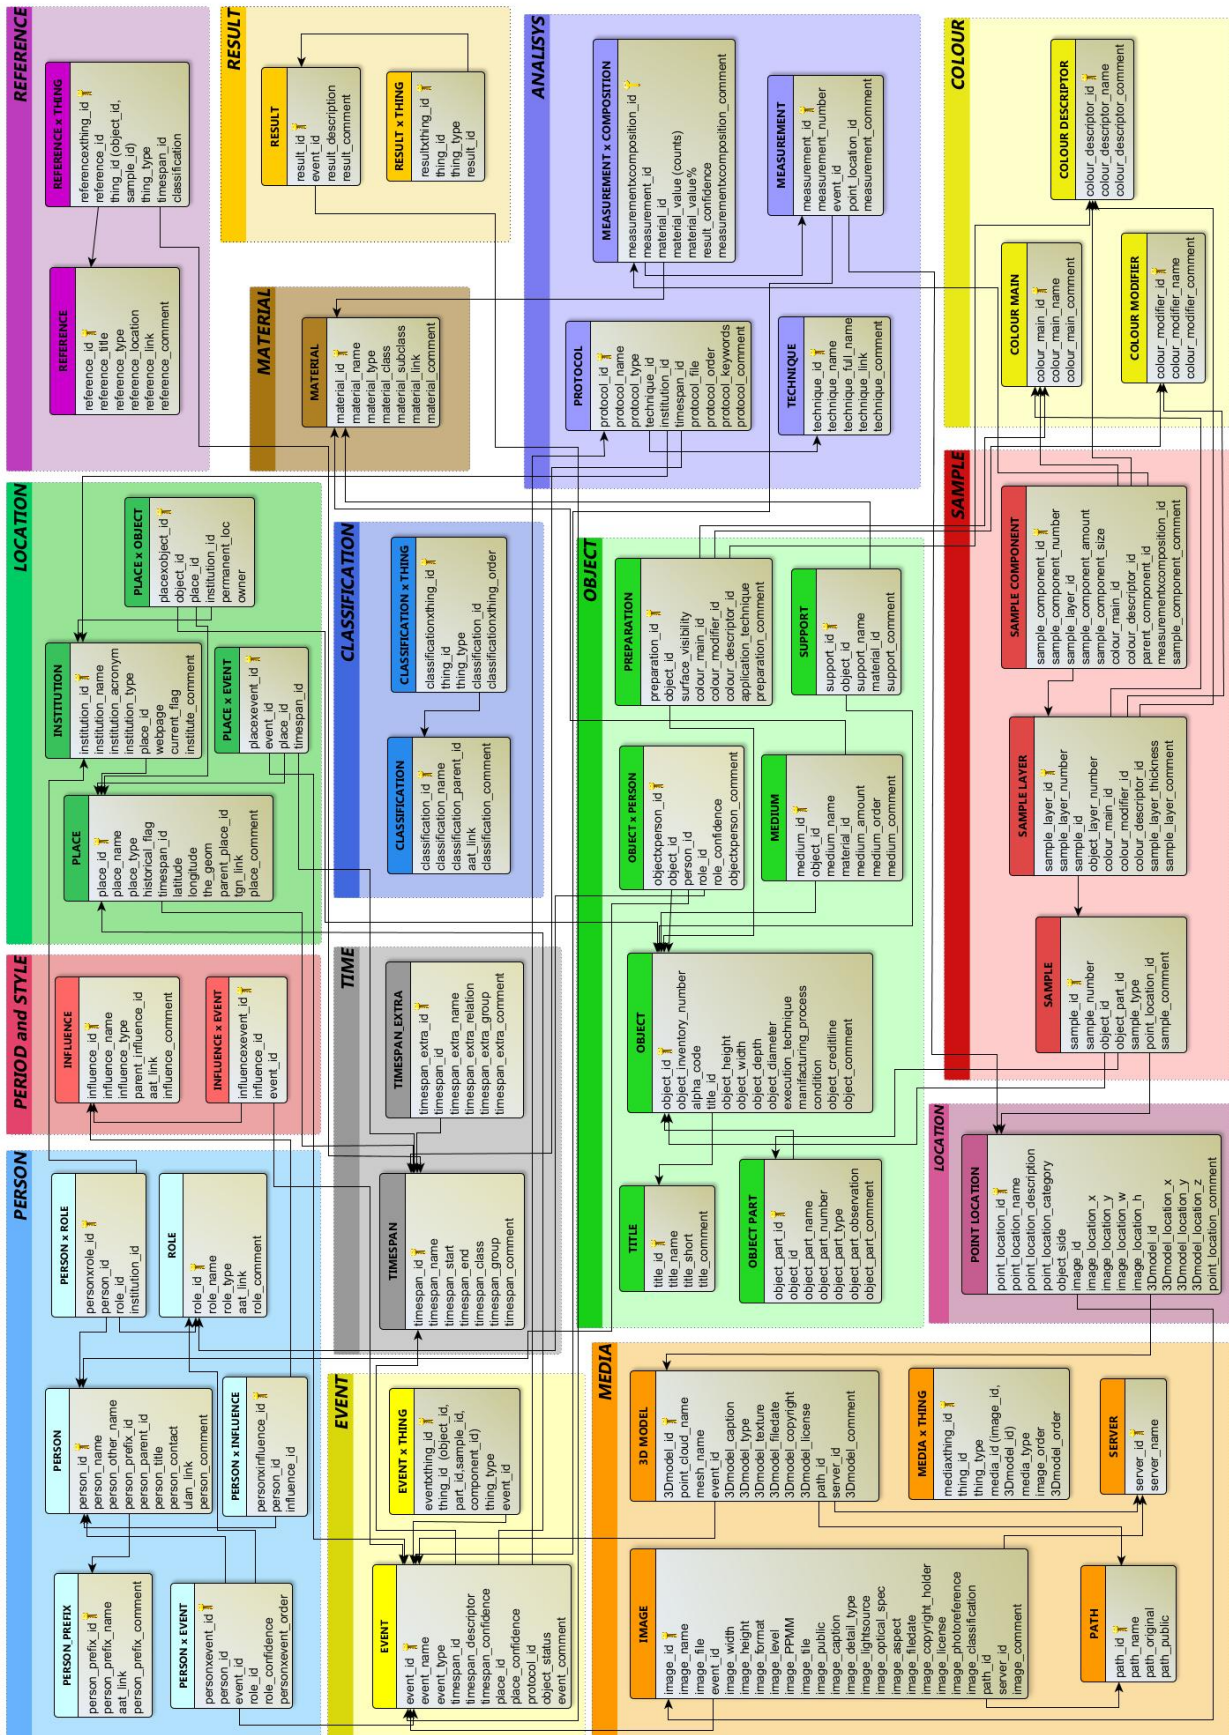 PERSON
PERSON_PREFIX
person_prefix_id
person_prefix_name
aat_link
person_prefix_comment
PERSON
person_id
person_name
person_other_name
person_prefix_id
person_parent_id
person_title
person_contact
ulan_link
person_comment
PERSON x ROLE
personxrole_id
person_id
role_id
institution_id
PERSON x EVENT
personxevent_id
person_id
event_id
role_id
role_confidence
personxevent_order
PERSON x INFLUENCE
personxinfluence_id
person_id
influence_id
ROLE
role_id
role_name
role_type
aat_link
role_comment
PERIOD and STYLE
INFLUENCE
influence_id
influence_name
influence_type
parent_influence_id
aat_link
influence_comment
INFLUENCE x EVENT
influencexevent_id
influence_id
event_id
LOCATION
PLACE
place_id
place_name
place_type
historical_flag
timespan_id
latitude
longitude
the_geom
parent_place_id
tgn_link
place_comment
INSTITUTION
institution_id
institution_name
institution_acronym
institution_type
place_id
webpage
current_flag
institute_comment
PLACE x OBJECT
placexobject_id
object_id
place_id
institution_id
permanent_loc
owner
PLACE x EVENT
placexevent_id
event_id
place_id
timespan_id
REFERENCE
REFERENCE
reference_id
reference_title
reference_type
reference_location
reference_link
reference_comment
REFERENCE x THING
referencexthing_id
reference_id
thing_id (object_id,
sample_id)
thing_type
timespan_id
classification
RESULT
RESULT
result_id
event_id
result_description
result_comment
RESULT x THING
resultxthing_id
thing_id
thing_type
result_id
EVENT
EVENT
event_id
event_name
event_type
timespan_id
timespan_descriptor
timespan_confidence
place_id
place_confidence
protocol_id
object_status
event_comment
EVENT x THING
eventxthing_id
thing_id (object_id,
part_id,sample_id,
component_id)
thing_type
event_id
TIME
TIMESPAN
timespan_id
timespan_name
timespan_start
timespan_end
timespan_class
timespan_group
timespan_comment
TIMESPAN_EXTRA
timespan_extra_id
timespan_id
timespan_extra_name
timespan_extra_relation
timespan_extra_group
timespan_extra_comment
CLASSIFICATION
CLASSIFICATION
classification_id
classification_name
classification_parent_id
aat_link
classification_comment
CLASSIFICATION x THING
classificationxthing_id
thing_id
thing_type
classification_id
classificationxthing_order
MATERIAL
MATERIAL
material_id
material_name
material_type
material_class
material_subclass
material_link
material_comment
ANALISYS
PROTOCOL
protocol_id
protocol_name
protocol_type
technique_id
institution_id
timespan_id
protocol_file
protocol_order
protocol_keywords
protocol_comment
MEASUREMENT x COMPOSITION
measurementxcomposition_id
measurement_id
material_id
material_value (counts)
material_value%
result_confidence
measurementxcomposition_comment
TECHNIQUE
technique_id
technique_name
technique_full_name
technique_link
technique_comment
MEASUREMENT
measurement_id
measurement_number
event_id
point_location_id
measurement_comment
OBJECT
TITLE
title_id
title_name
title_short
title_comment
OBJECT
object_id
object_inventory_number
alpha_code
title_id
object_height
object_width
object_depth
object_diameter
execution_technique
manifacturing_process
condition
object_creditline
object_comment
OBJECT x PERSON
objectxperson_id
object_id
person_id
role_id
role_confidence
objectxperson_comment
PREPARATION
preparation_id
object_id
surface_visibility
colour_main_id
colour_modifier_id
colour_descriptor_id
application_technique
preparation_comment
OBJECT PART
object_part_id
object_id
object_part_name
object_part_number
object_part_type
object_part_observation
object_part_comment
MEDIUM
medium_id
object_id
medium_name
material_id
medium_amount
medium_order
medium_comment
SUPPORT
support_id
object_id
support_name
material_id
support_comment
MEDIA
IMAGE
image_id
image_name
image_file
event_id
image_width
image_height
image_format
image_level
image_PPMM
image_tile
image_public
image_caption
image_detail_type
image_lightsource
image_optical_spec
image_aspect
image_filedate
image_copyright_holder
image_license
image_photoreference
image_classification
path_id
server_id
image_comment
3D MODEL
3Dmodel_id
point_cloud_name
mesh_name
event_id
3Dmodel_caption
3Dmodel_type
3Dmodel_texture
3Dmodel_filedate
3Dmodel_copyright
3Dmodel_license
path_id
server_id
3Dmodel_comment
MEDIA x THING
mediaxthing_id
thing_id
thing_type
media_id (image_id,
3Dmodel_id)
media_type
image_order
3Dmodel_order
PATH
path_id
path_name
path_original
path_public
SERVER
server_id
server_name
LOCATION
POINT LOCATION
point_location_id
point_location_name
point_location_description
point_location_category
object_side
image_id
image_location_x
image_location_y
image_location_w
image_location_h
3Dmodel_id
3Dmodel_location_x
3Dmodel_location_y
3Dmodel_location_z
point_location_comment
SAMPLE
SAMPLE
sample_id
sample_number
object_id
object_part_id
sample_type
point_location_id
sample_comment
SAMPLE LAYER
sample_layer_id
sample_layer_number
sample_id
object_layer_number
colour_main_id
colour_modifier_id
colour_descriptor_id
sample_layer_thickness
sample_layer_comment
SAMPLE COMPONENT
sample_component_id
sample_component_number
sample_layer_id
sample_component_amount
sample_component_size
colour_main_id
colour_descriptor_id
parent_component_id
measurementxcomposition_id
sample_component_comment
COLOUR
COLOUR MAIN
colour_main_id
colour_main_name
colour_main_comment
COLOUR DESCRIPTOR
colour_descriptor_id
colour_descriptor_name
colour_descriptor_comment
COLOUR MODIFIER
colour_modifier_id
colour_modifier_name
colour_modifier_comment